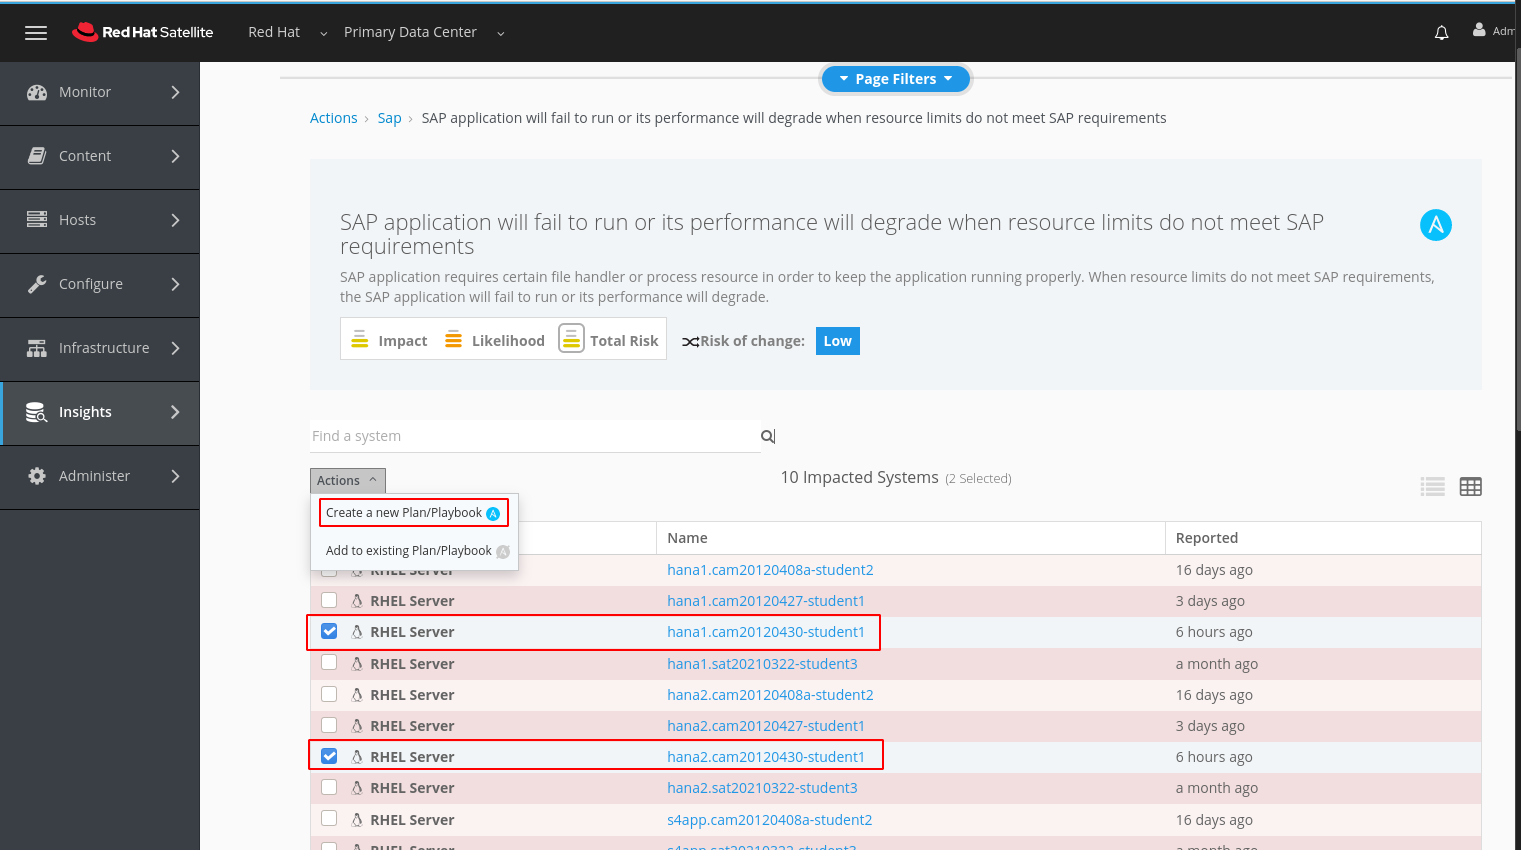 Red Hat Satellite
Red Hat
Primary Data Center
Adm
Monitor
Content
Hosts
Configure
Infrastructure
Insights
Administer
Page Filters
Actions › Sap › SAP application will fail to run or its performance will degrade when resource limits do not meet SAP requirements
SAP application will fail to run or its performance will degrade when resource limits do not meet SAP
requirements
SAP application requires certain file handler or process resource in order to keep the application running properly. When resource limits do not meet SAP requirements,
the SAP application will fail to run or its performance will degrade.
Impact Likelihood Total Risk Risk of change: Low
Find a system
Actions
10 Impacted Systems (2 Selected)
Create a new Plan/Playbook
Add to existing Plan/Playbook
Name Reported
RHEL Server hana1.cam20120408a-student2 16 days ago
RHEL Server hana1.cam20120427-student1 3 days ago
RHEL Server hana1.cam20120430-student1 6 hours ago
RHEL Server hana1.sat20210322-student3 a month ago
RHEL Server hana2.cam20120408a-student2 16 days ago
RHEL Server hana2.cam20120427-student1 3 days ago
RHEL Server hana2.cam20120430-student1 6 hours ago
RHEL Server hana2.sat20210322-student3 a month ago
RHEL Server s4app.cam20120408a-student2 16 days ago
RHEL Server s4app.sat20210322-student3 a month ago